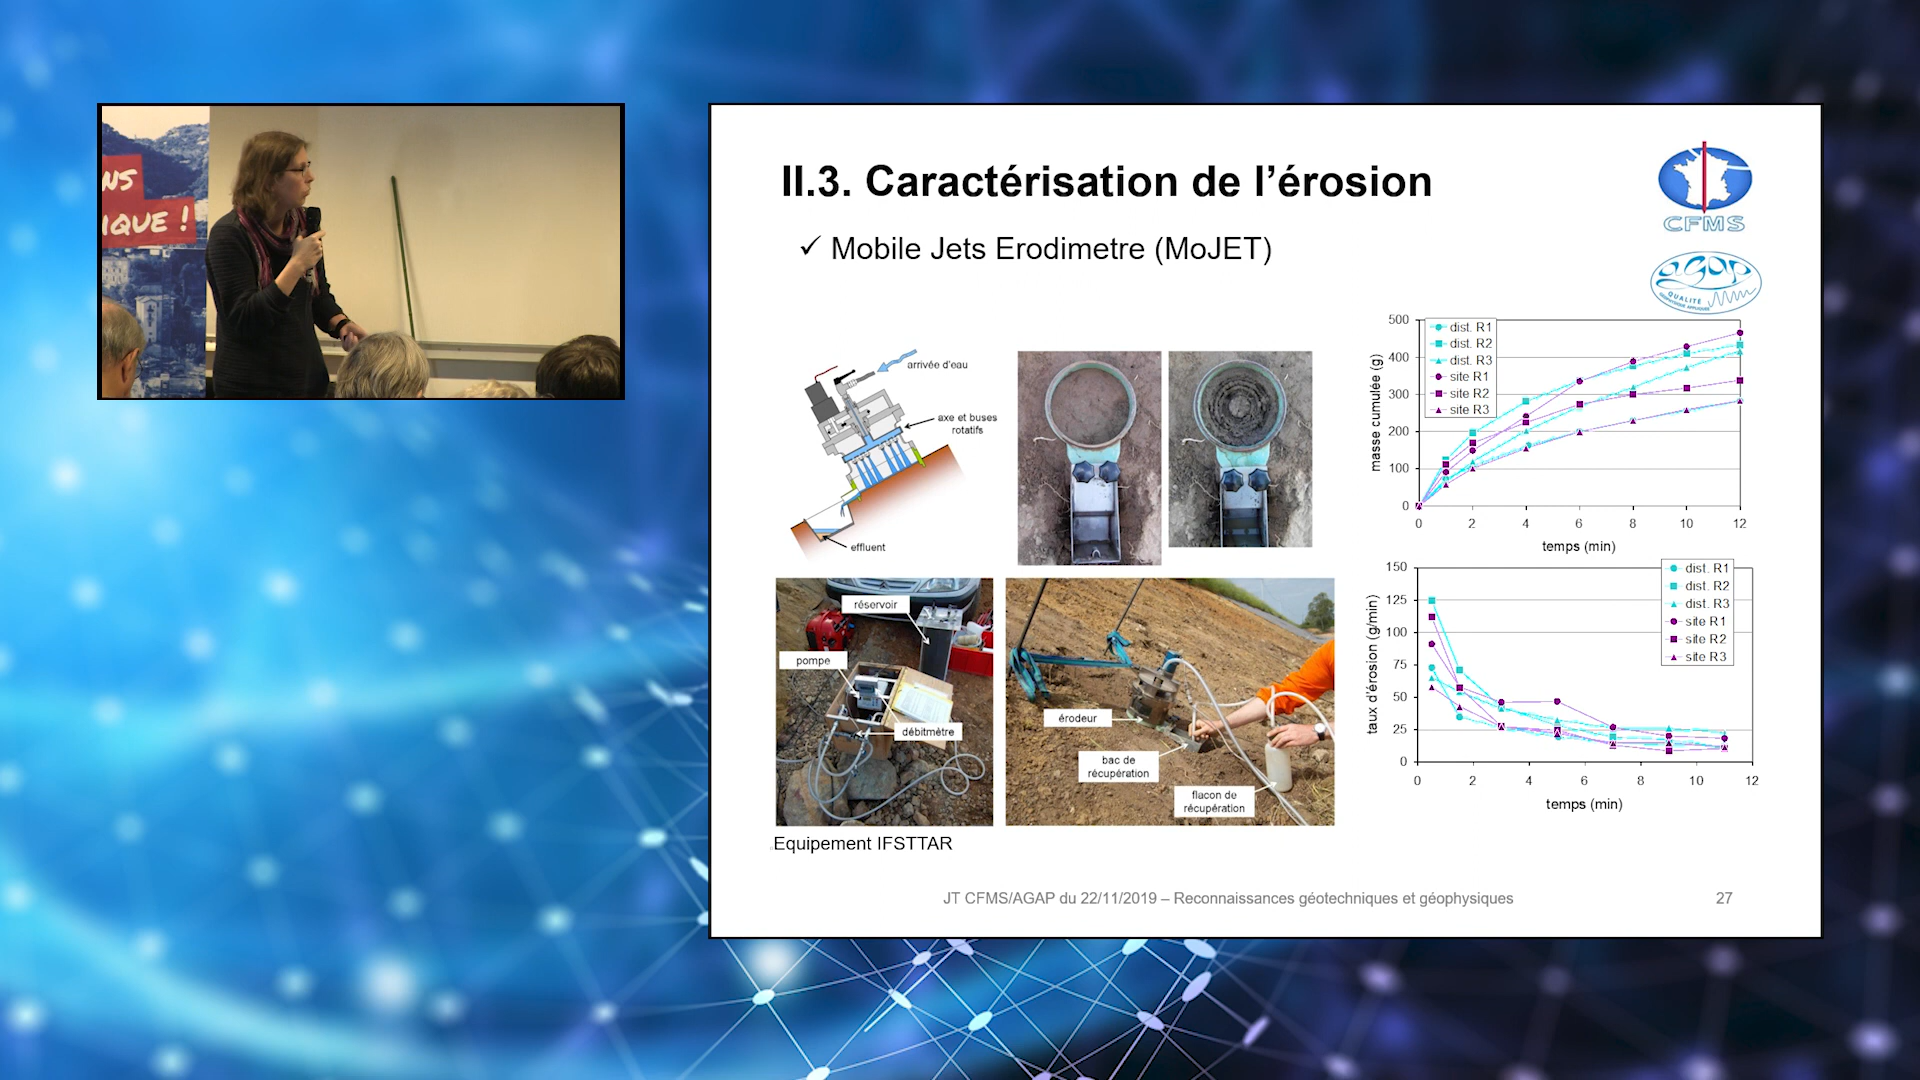 NS
IQUE !
II.3. Caractérisation de l’érosion
✓ Mobile Jets Erodimetre (MoJET)
CFMS
agap
QUALITÉ
GÉOPHYSIQUE APPLIQUÉE
arrivée d'eau
axe et buses
rotatifs
effluent
réservoir
pompe
débitmètre
érodeur
bac de
récupération
flacon de
récupération
Equipement IFSTTAR
500
400
300
200
100
0
masse cumulée (g)
dist. R1
dist. R2
dist. R3
site R1
site R2
site R3
0 2 4 6 8 10 12
temps (min)
150
125
100
75
50
25
0
taux d'érosion (g/min)
dist. R1
dist. R2
dist. R3
site R1
site R2
site R3
0 2 4 6 8 10 12
temps (min)
JT CFMS/AGAP du 22/11/2019 – Reconnaissances géotechniques et géophysiques
27